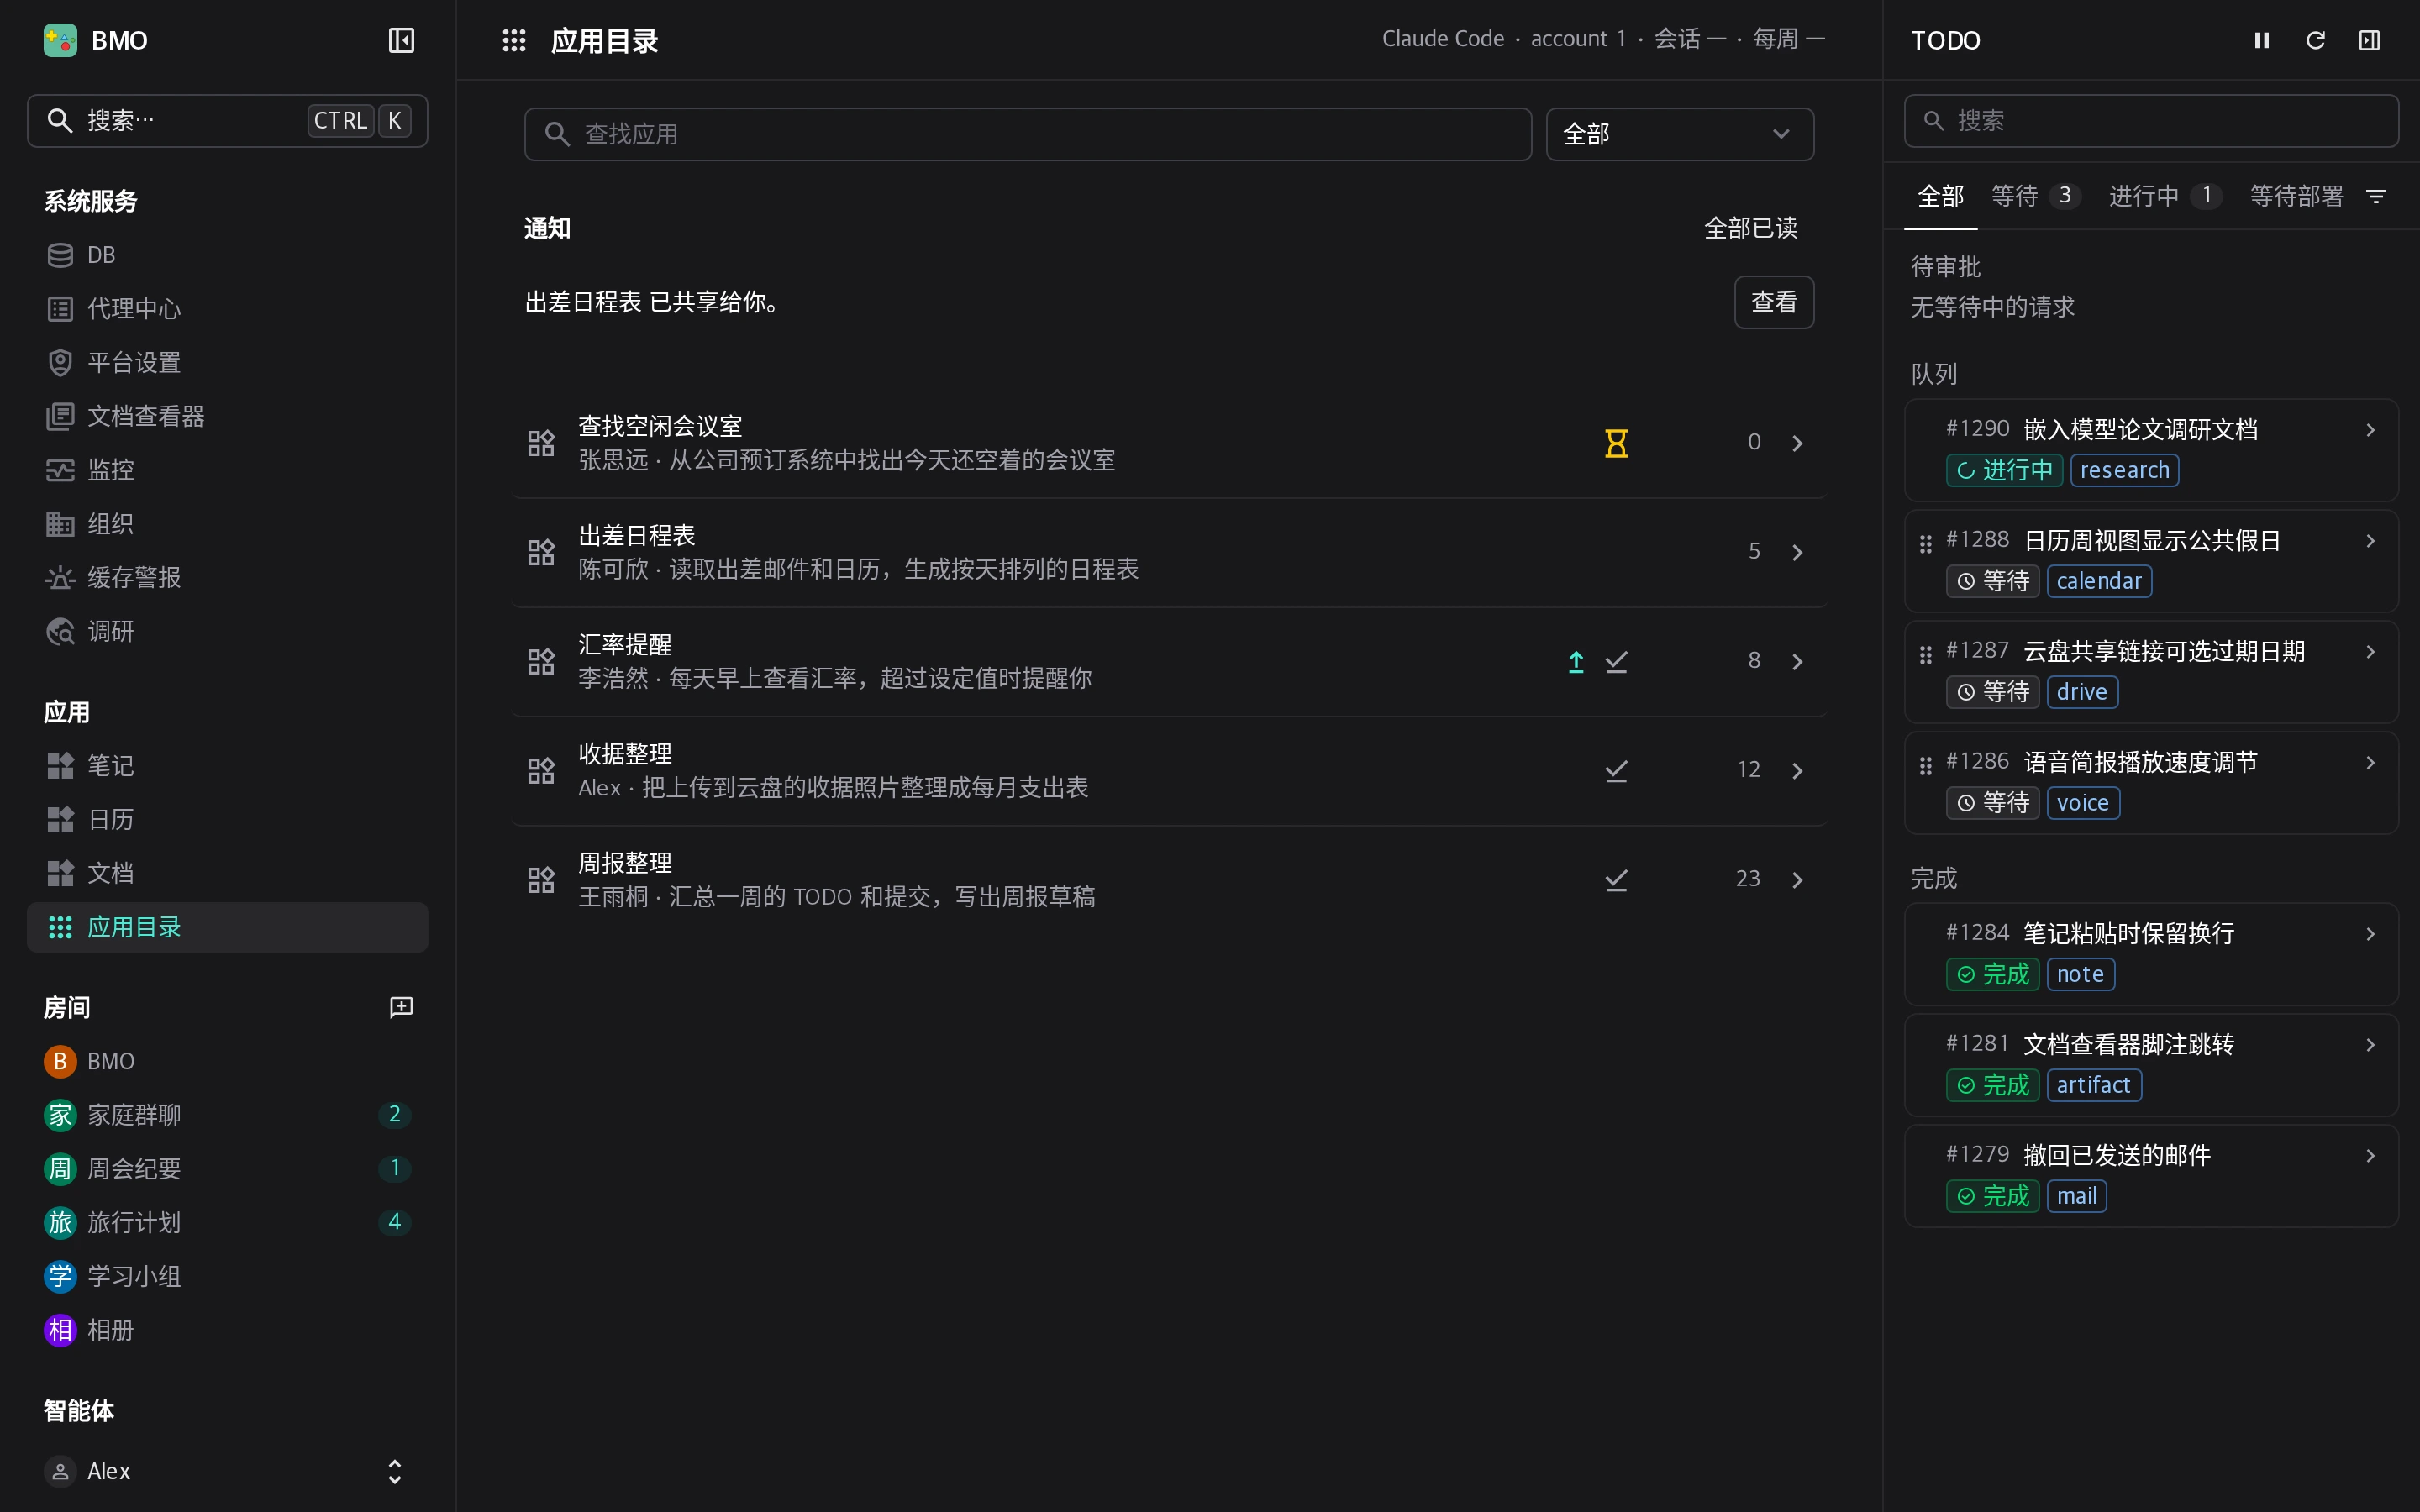 BMO
搜索…
CTRL K
系统服务
DB
代理中心
平台设置
文档查看器
监控
组织
缓存警报
调研
应用
笔记
日历
文档
应用目录
房间
B BMO
家 家庭群聊 2
周 周会纪要 1
旅 旅行计划 4
学 学习小组
相 相册
智能体
Alex
应用目录
Claude Code · account 1 · 会话 — · 每周 —
查找应用
全部
通知
全部已读
出差日程表 已共享给你。
查看
查找空闲会议室
张思远 · 从公司预订系统中找出今天还空着的会议室
0
出差日程表
陈可欣 · 读取出差邮件和日历，生成按天排列的日程表
5
汇率提醒
李浩然 · 每天早上查看汇率，超过设定值时提醒你
8
收据整理
Alex · 把上传到云盘的收据照片整理成每月支出表
12
周报整理
王雨桐 · 汇总一周的 TODO 和提交，写出周报草稿
23
TODO
搜索
全部 等待 3 进行中 1 等待部署
待审批
无等待中的请求
队列
#1290 嵌入模型论文调研文档
进行中 research
#1288 日历周视图显示公共假日
等待 calendar
#1287 云盘共享链接可选过期日期
等待 drive
#1286 语音简报播放速度调节
等待 voice
完成
#1284 笔记粘贴时保留换行
完成 note
#1281 文档查看器脚注跳转
完成 artifact
#1279 撤回已发送的邮件
完成 mail